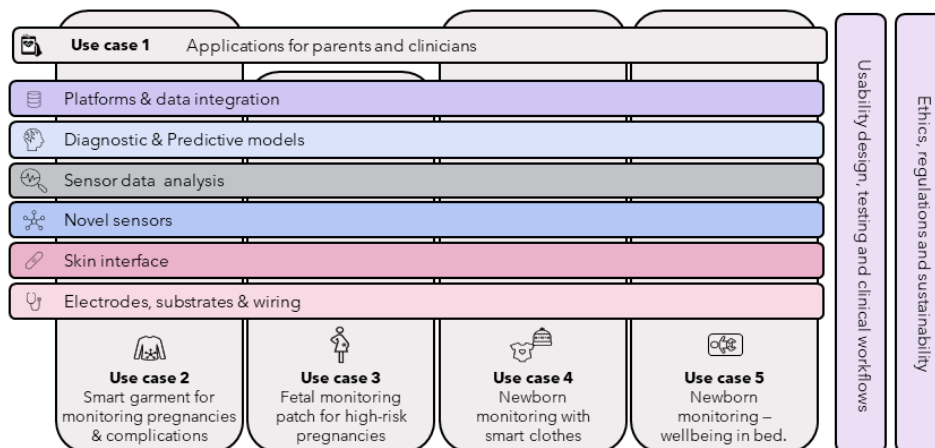 Use case 1 Applications for parents and clinicians
Platforms & data integration
Diagnostic & Predictive models
Sensor data analysis
Novel sensors
Skin interface
Electrodes, substrates & wiring
Use case 2
Smart garment for
monitoring pregnancies
& complications
Use case 3
Fetal monitoring
patch for high-risk
pregnancies
Use case 4
Newborn
monitoring with
smart clothes
Use case 5
Newborn
monitoring –
wellbeing in bed.
Usability design, testing and clinical workflows
Ethics, regulations and sustainability